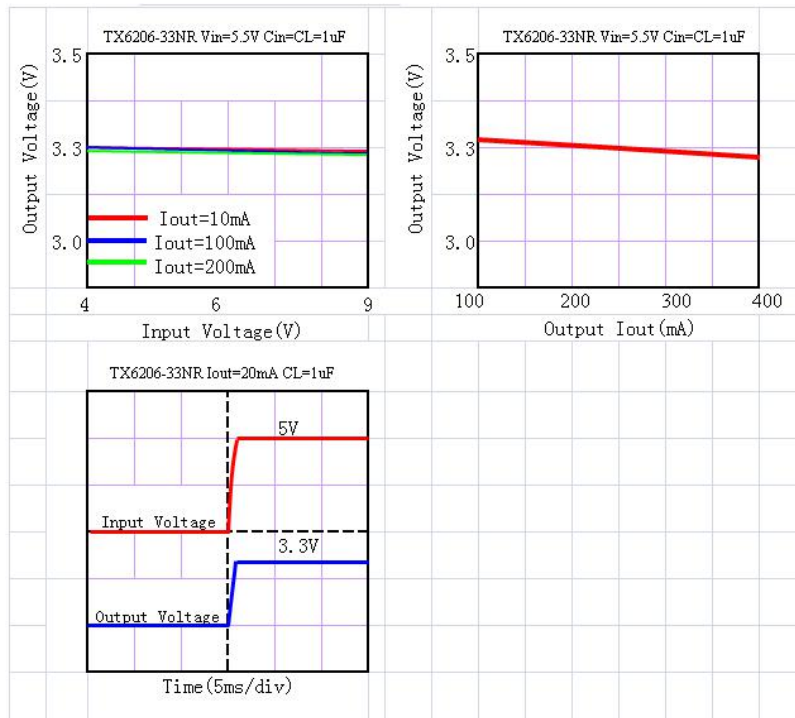 TX6206-33NR Vin=5.5V Cin=CL=1uF
Output Voltage(V)
3.5
3.3
3.0
Iout=10mA
Iout=100mA
Iout=200mA
4
6
9
Input Voltage(V)
TX6206-33NR Vin=5.5V Cin=CL=1uF
Output Voltage(V)
3.5
3.3
3.0
100
200
300
400
Output Iout(mA)
TX6206-33NR Iout=20mA CL=1uF
5V
Input Voltage
3.3V
Output Voltage
Time(5ms/div)